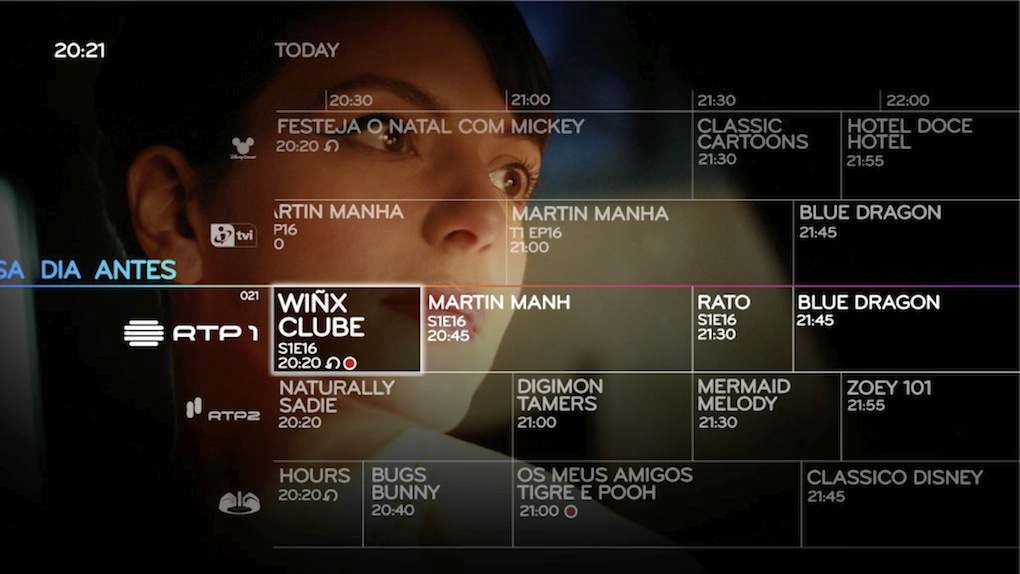 20:21
TODAY
20:30
21:00
21:30
22:00
FESTEJA O NATAL COM MICKEY
20:20
CLASSIC
CARTOONS
21:30
HOTEL DOCE
HOTEL
21:55
tvi
RTIN MANHA
P16
0
MARTIN MANHA
T1 EP16
21:00
BLUE DRAGON
21:45
SA DIA ANTES
021
RTP 1
WIÑX
CLUBE
S1E16
20:20
MARTIN MANH
S1E16
20:45
RATO
S1E16
21:30
BLUE DRAGON
21:45
RTP2
NATURALLY
SADIE
20:20
DIGIMON
TAMERS
21:00
MERMAID
MELODY
21:30
ZOEY 101
21:55
HOURS
20:20
BUGS
BUNNY
20:40
OS MEUS AMIGOS
TIGRE E POOH
21:00
CLASSICO DISNEY
21:45